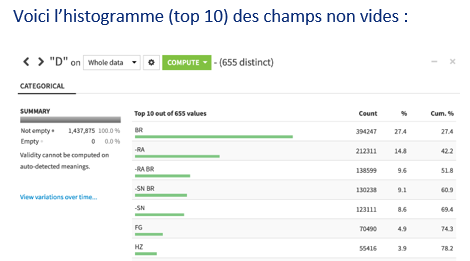 Voici l'histogramme (top 10) des champs non vides :
"D" on Whole data COMPUTE - (655 distinct)
CATEGORICAL
SUMMARY
Not empty 1,437,875 100.0 %
Empty 0 0.0 %
Validity cannot be computed on
auto-detected meanings.
View variations over time...
Top 10 out of 655 values Count % Cum. %
BR 394247 27.4 27.4
-RA 212311 14.8 42.2
-RA BR 138599 9.6 51.8
-SN BR 130238 9.1 60.9
-SN 123111 8.6 69.4
FG 70490 4.9 74.3
HZ 55416 3.9 78.2